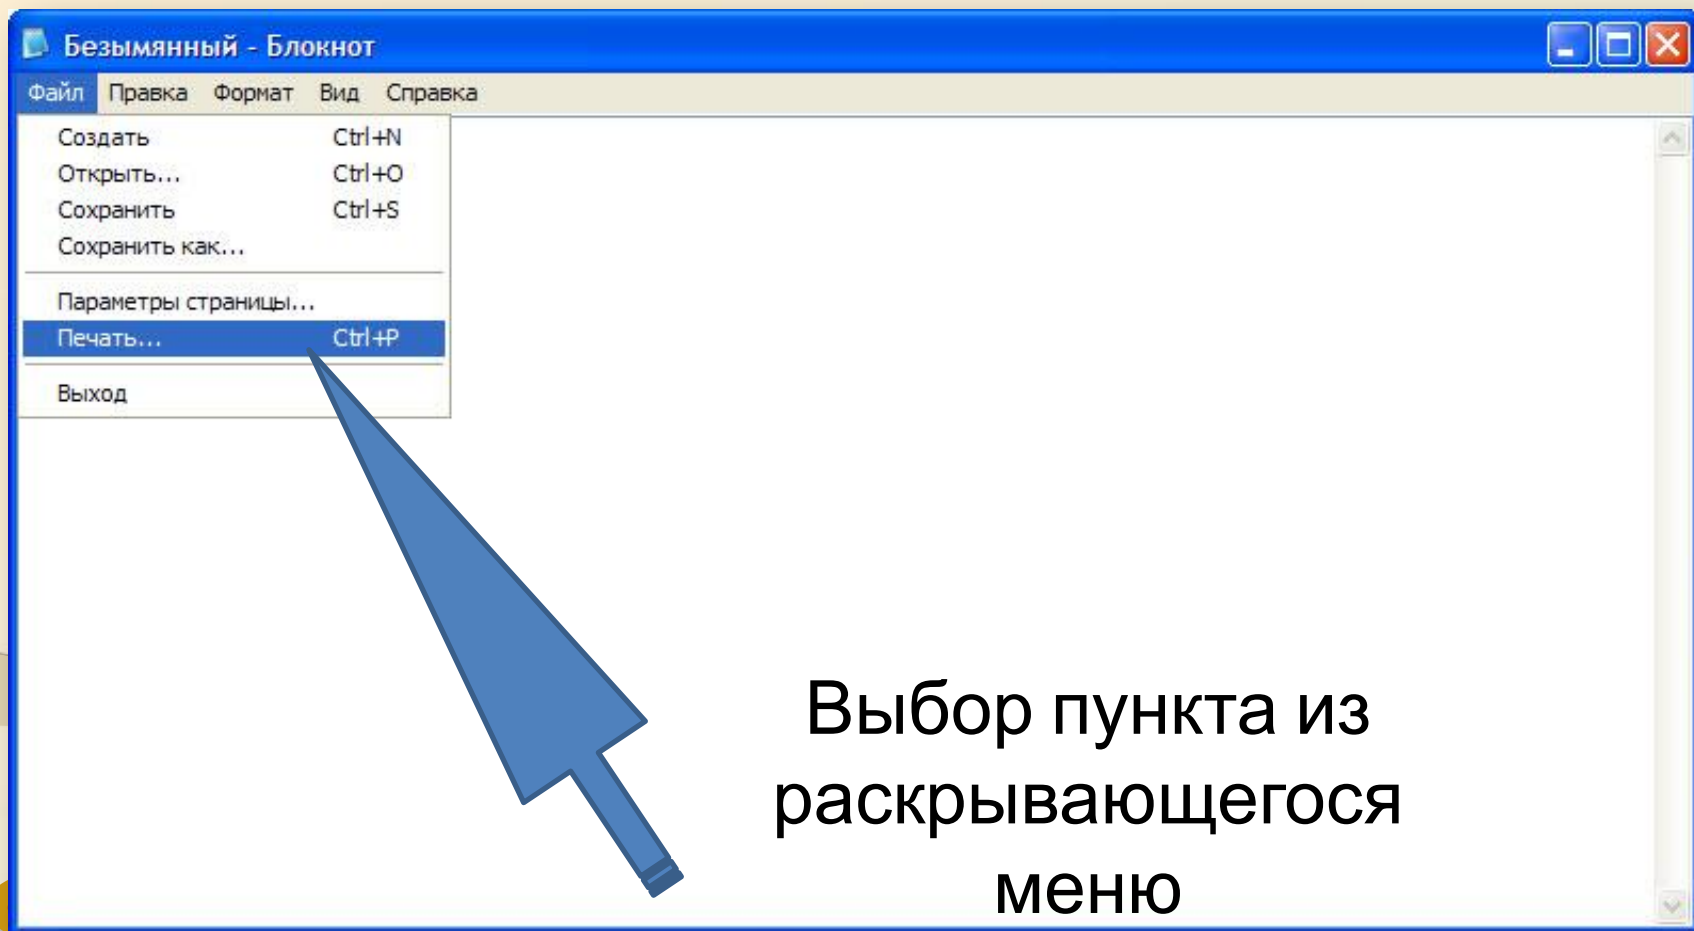 Безымянный - Блокнот
Файл Правка Формат Вид Справка
Создать Ctrl+N
Открыть... Ctrl+O
Сохранить Ctrl+S
Сохранить как...
Параметры страницы...
Печать... Ctrl+P
Выход
Выбор пункта из
раскрывающегося
меню